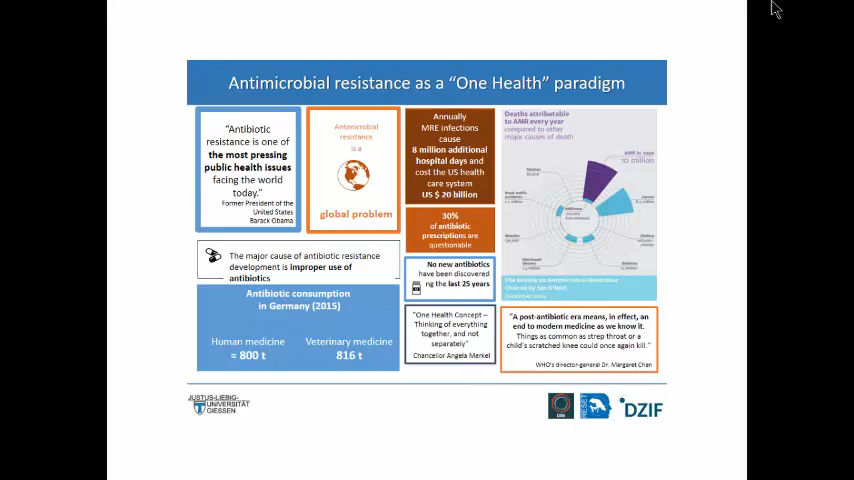 Antimicrobial resistance as a “One Health” paradigm
“Antibiotic
resistance is one of
the most pressing
public health issues
facing the world
today.”
Former President of the
United States
Barack Obama
Antimicrobial
resistance
is a
global problem
Annually
MRE infections
cause
8 million additional
hospital days and
cost the US health
care system
US $ 20 billion
30%
of antibiotic
prescriptions are
questionable
Deaths attributable
to AMR every year
compared to other
major causes of death
AMR in 2050
10 million
Tetanus
Cancer
Road traffic
accidents
Cholera
Measles
Diarrhoeal
disease
Diabetes
The Review on Antimicrobial Resistance
Chaired by Jim O'Neill
The major cause of antibiotic resistance
development is improper use of
antibiotics
No new antibiotics
have been discovered
ng the last 25 years
Antibiotic consumption
in Germany (2015)
Human medicine
≈ 800 t
Veterinary medicine
816 t
"One Health Concept –
Thinking of everything
together, and not
separately"
Chancellor Angela Merkel
“A post-antibiotic era means, in effect, an
end to modern medicine as we know it.
Things as common as strep throat or a
child’s scratched knee could once again kill.”
WHO's director-general Dr. Margaret Chan
JUSTUS-LIEBIG-
UNIVERSITÄT
GIESSEN
RESET
DZIF